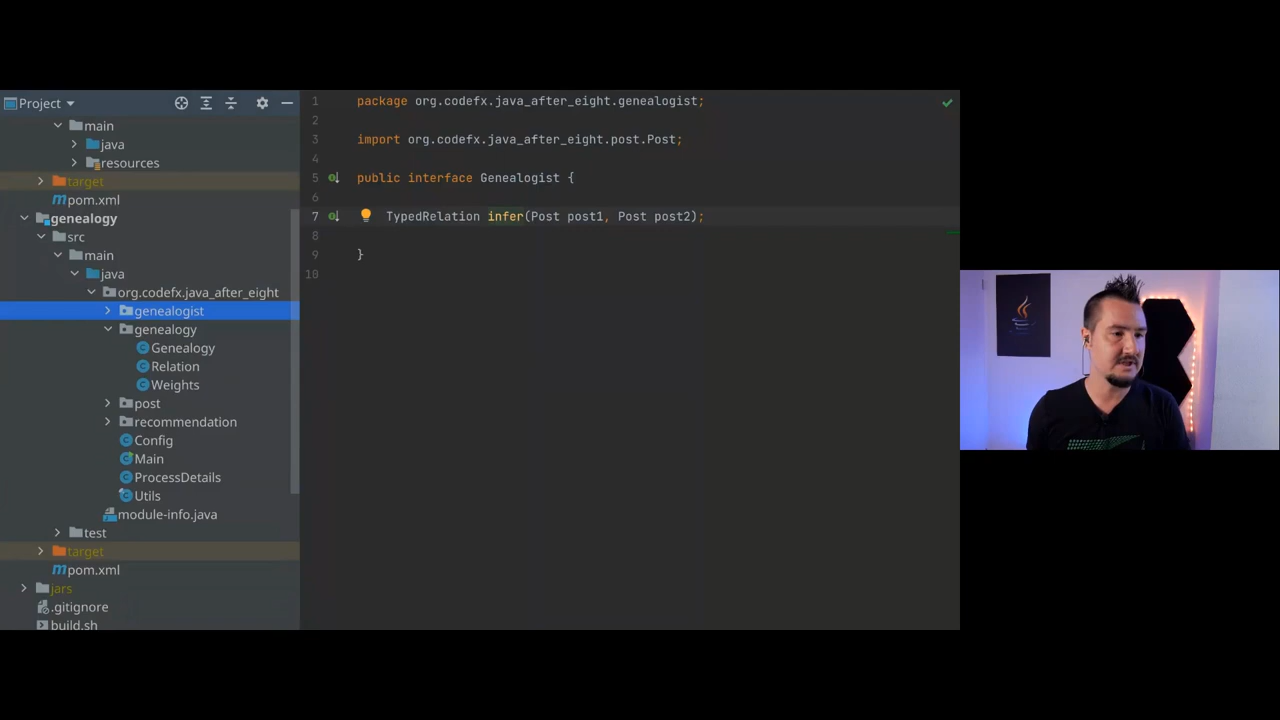 Project
main
java
resources
target
pom.xml
genealogy
src
main
java
org.codefx.java_after_eight
genealogist
genealogy
Genealogy
Relation
Weights
post
recommendation
Config
Main
ProcessDetails
Utils
module-info.java
test
target
pom.xml
jars
.gitignore
build.sh
1 package org.codefx.java_after_eight.genealogist;
2
3 import org.codefx.java_after_eight.post.Post;
4
5 public interface Genealogist {
6
7 TypedRelation infer(Post post1, Post post2);
8
9 }
10